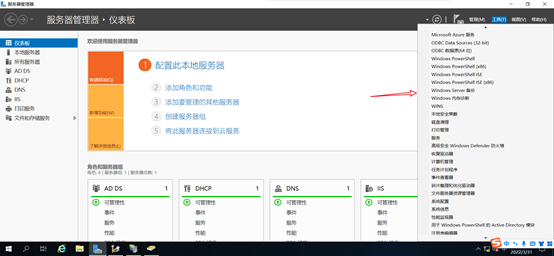 服务器管理器
服务器管理器 · 仪表板
管理(M) 工具(T) 视图(V) 帮助(H)
仪表板
本地服务器
所有服务器
AD DS
DHCP
DNS
IIS
打印服务
文件和存储服务
欢迎使用服务器管理器
快速启动(Q)
新增功能(W)
了解详细信息(L)
1 配置此本地服务器
2 添加角色和功能
3 添加要管理的其他服务器
4 创建服务器组
5 将此服务器连接到云服务
角色和服务器组
角色: 6 | 服务器组: 1 | 服务器总数: 1
AD DS 1
可管理性
事件
服务
性能
DHCP 1
可管理性
事件
服务
性能
DNS 1
可管理性
事件
服务
性能
IIS
可管理性
事件
服务
性能
Microsoft Azure 服务
ODBC Data Sources (32-bit)
ODBC 数据源(64 位)
Windows PowerShell
Windows PowerShell (x86)
Windows PowerShell ISE
Windows PowerShell ISE (x86)
Windows Server 备份
Windows 内存诊断
WINS
本地安全策略
磁盘清理
打印管理
服务
高级安全 Windows Defender 防火墙
恢复驱动器
计算机管理
任务计划程序
事件查看器
碎片整理和优化驱动器
文件服务器资源管理器
系统配置
系统信息
性能监视器
用于 Windows PowerShell 的 Active Directory 模块
注册表编辑器
中
2022/3/31